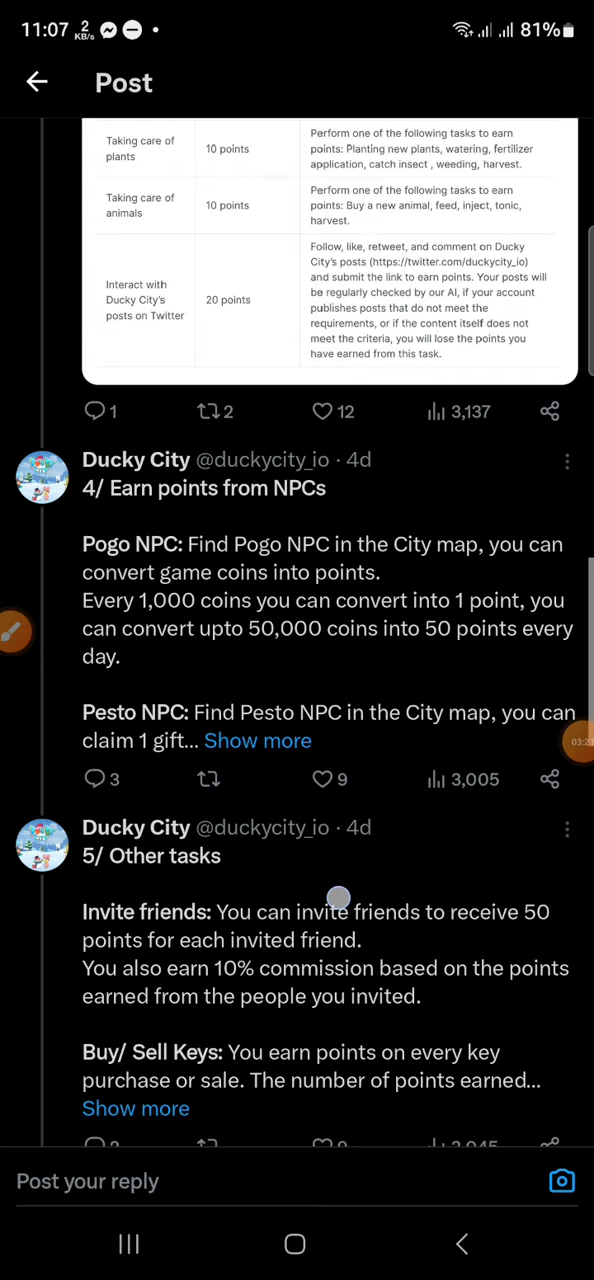 11:07 2 KB/s 81%
Post
Taking care of plants
10 points
Perform one of the following tasks to earn
points: Planting new plants, watering, fertilizer
application, catch insect , weeding, harvest.
Taking care of animals
10 points
Perform one of the following tasks to earn
points: Buy a new animal, feed, inject, tonic,
harvest.
Interact with
Ducky City's
posts on Twitter
20 points
Follow, like, retweet, and comment on Ducky
City's posts (https://twitter.com/duckycity_io)
and submit the link to earn points. Your posts will
be regularly checked by our AI, if your account
publishes posts that do not meet the
requirements, or if the content itself does not
meet the criteria, you will lose the points you
have earned from this task.
1 2 12 3,137
Ducky City @duckycity_io · 4d
4/ Earn points from NPCs
Pogo NPC: Find Pogo NPC in the City map, you can
convert game coins into points.
Every 1,000 coins you can convert into 1 point, you
can convert upto 50,000 coins into 50 points every
day.
Pesto NPC: Find Pesto NPC in the City map, you can
claim 1 gift... Show more
3 9 3,005
Ducky City @duckycity_io · 4d
5/ Other tasks
Invite friends: You can invite friends to receive 50
points for each invited friend.
You also earn 10% commission based on the points
earned from the people you invited.
Buy/ Sell Keys: You earn points on every key
purchase or sale. The number of points earned...
Show more
Post your reply